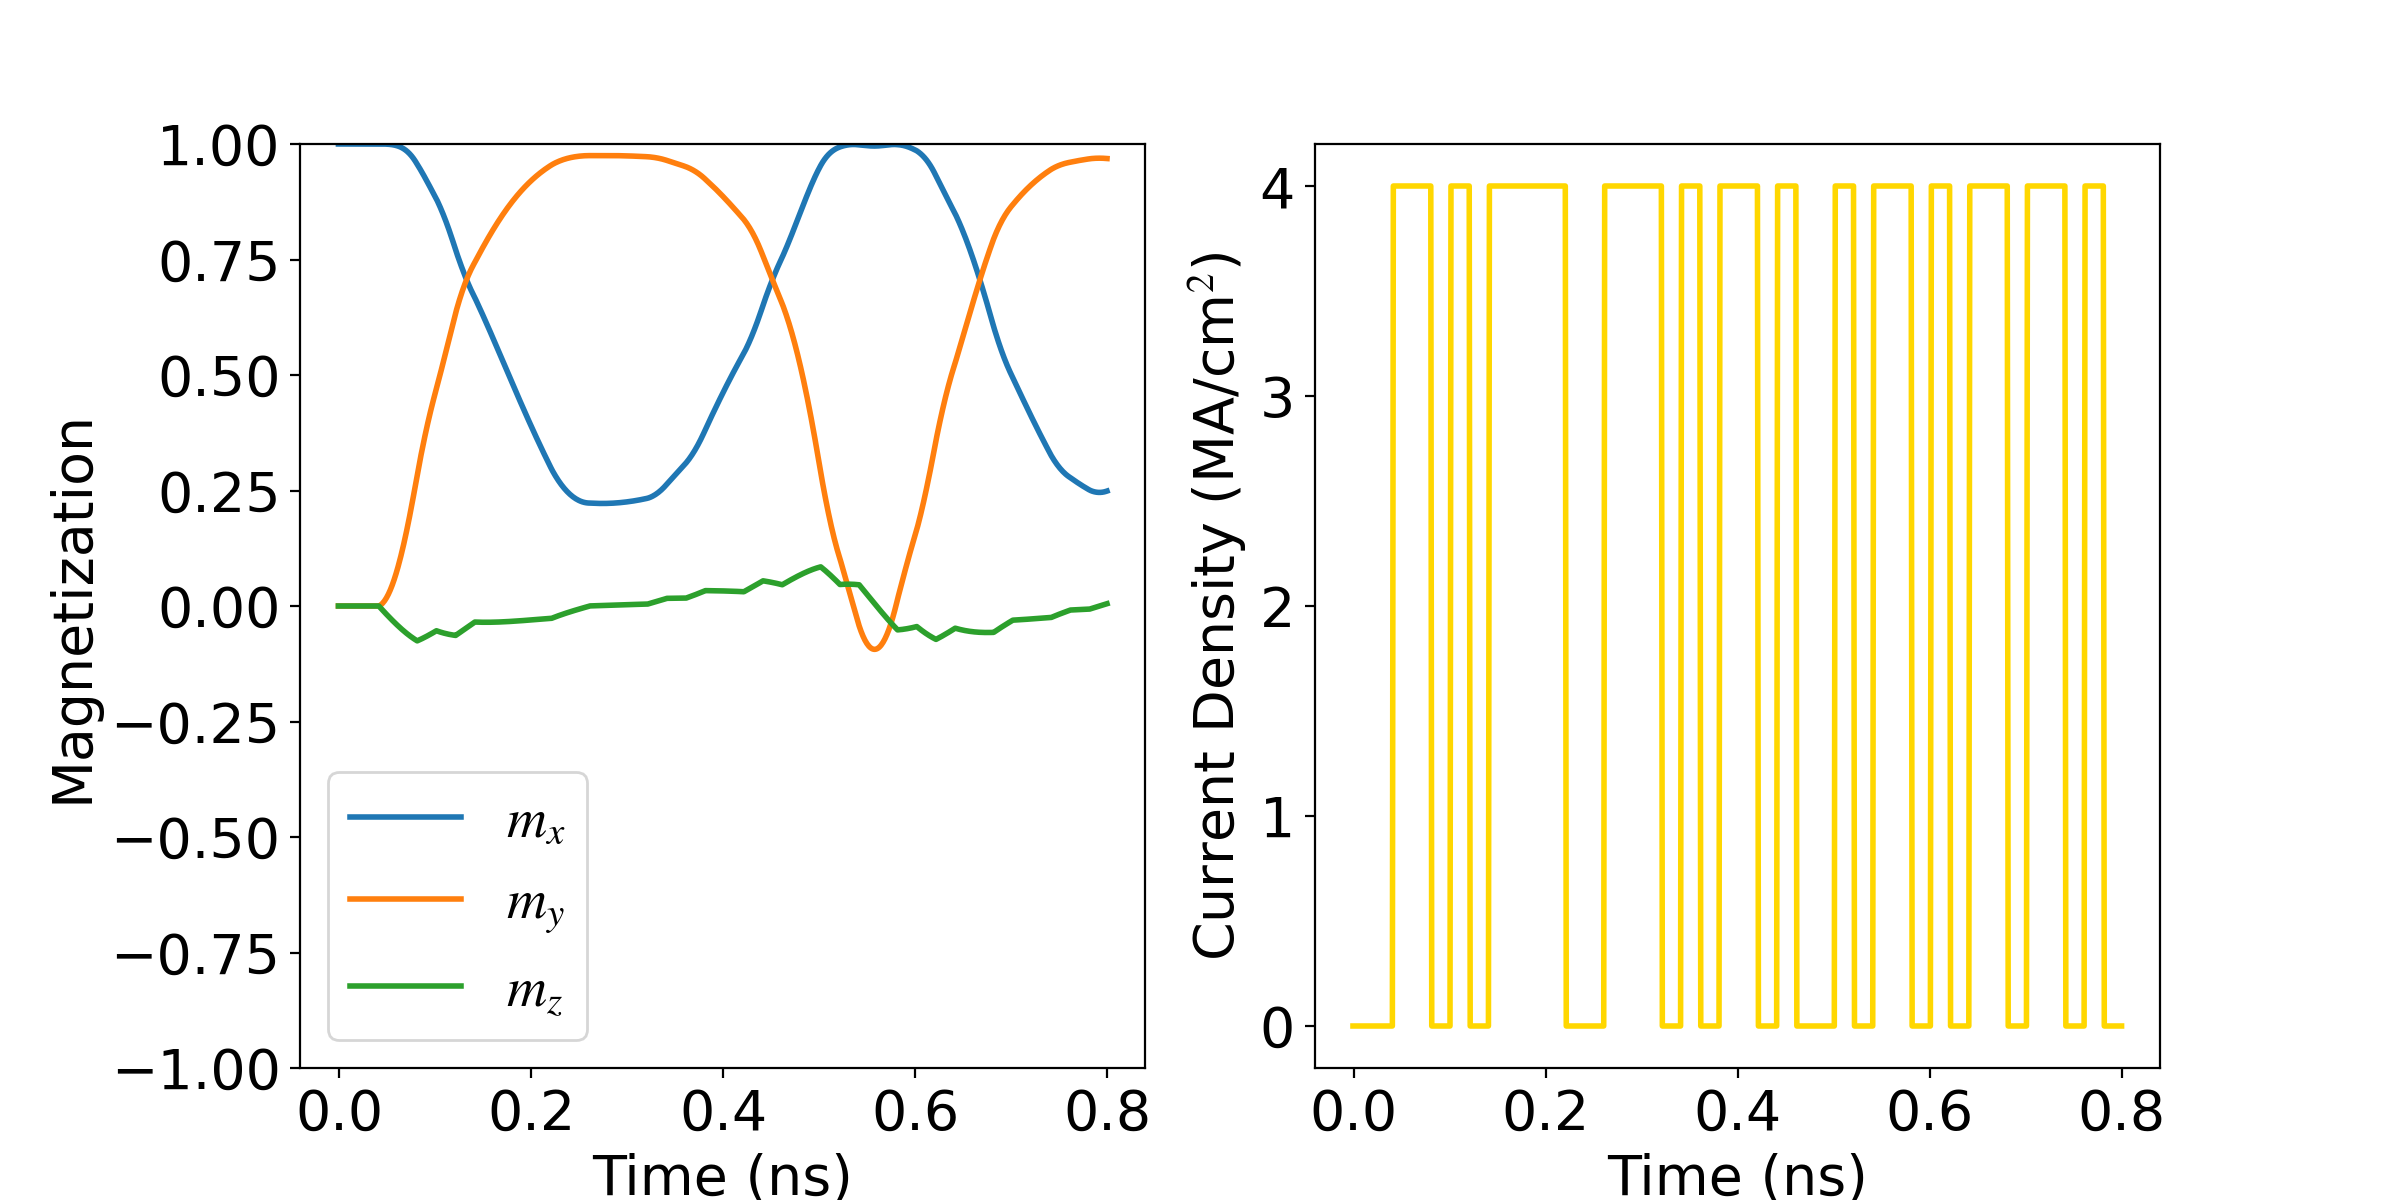 Magnetization
1.00
0.75
0.50
0.25
0.00
−0.25
−0.50
−0.75
−1.00
m_x
m_y
m_z
0.0 0.2 0.4 0.6 0.8
Time (ns)
Current Density (MA/cm²)
4
3
2
1
0
0.0 0.2 0.4 0.6 0.8
Time (ns)